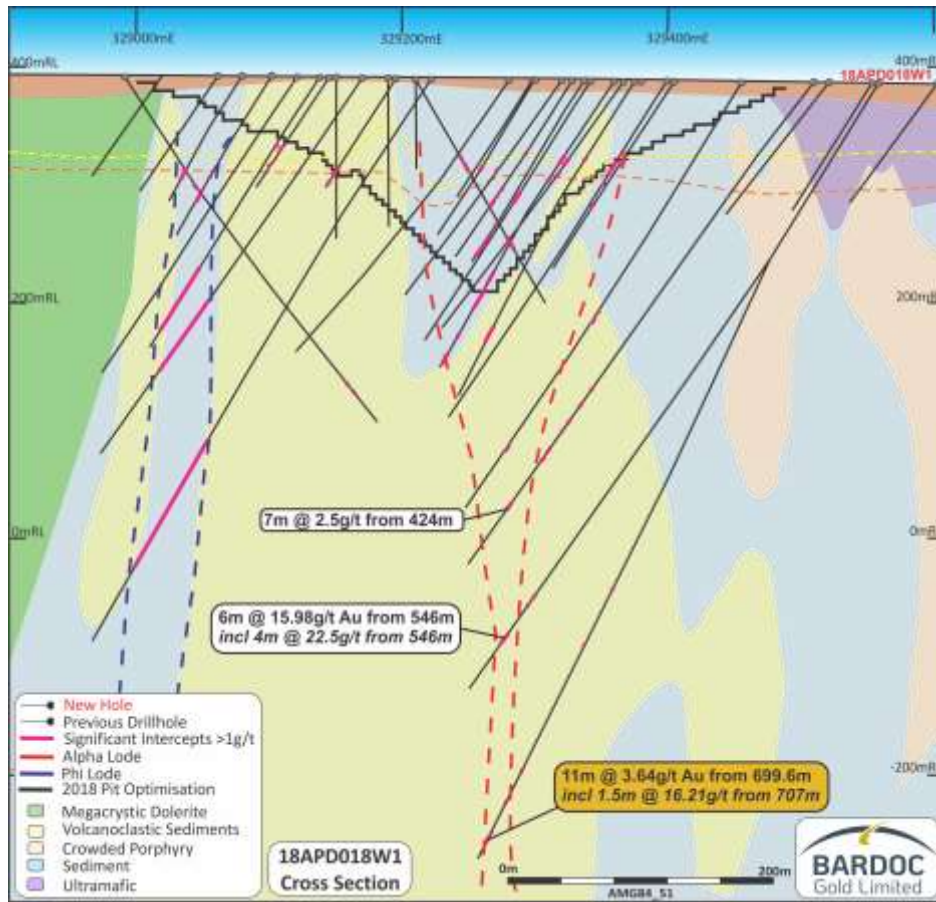 329000mE
329200mE
329400mE
400mRL
400mRL
18APD018W1
200mRL
200mRL
7m @ 2.5g/t from 424m
0mRL
0mRL
6m @ 15.98g/t Au from 546m
incl 4m @ 22.5g/t from 546m
New Hole
Previous Drillhole
Significant Intercepts >1g/t
Alpha Lode
Phi Lode
2018 Pit Optimisation
Megacrystic Dolerite
Volcanoclastic Sediments
Crowded Porphyry
Sediment
Ultramafic
-200mRL
11m @ 3.64g/t Au from 699.6m
incl 1.5m @ 16.21g/t from 707m
18APD018W1
Cross Section
0m
200m
AMG84_51
BARDOC
Gold Limited